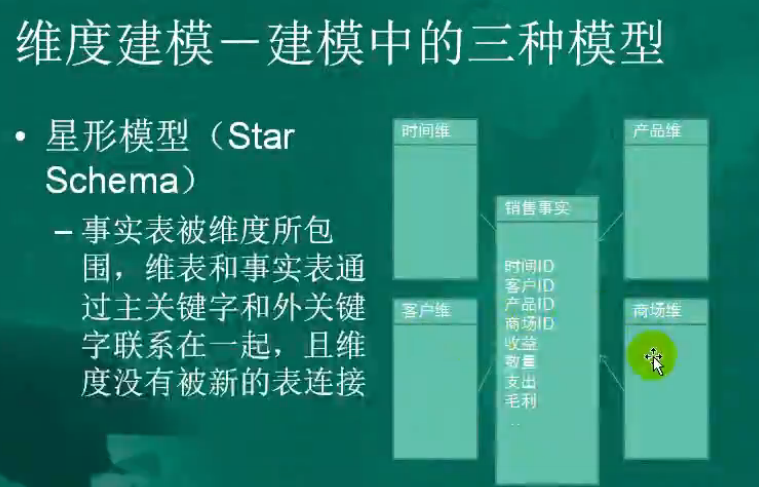 维度建模－建模中的三种模型
• 星形模型（Star
Schema）
– 事实表被维度所包
围，维表和事实表通
过主关键字和外关键
字联系在一起，且维
度没有被新的表连接
时间维
产品维
销售事实
时间ID
客户ID
产品ID
商场ID
收益
数量
支出
毛利
...
客户维
商场维